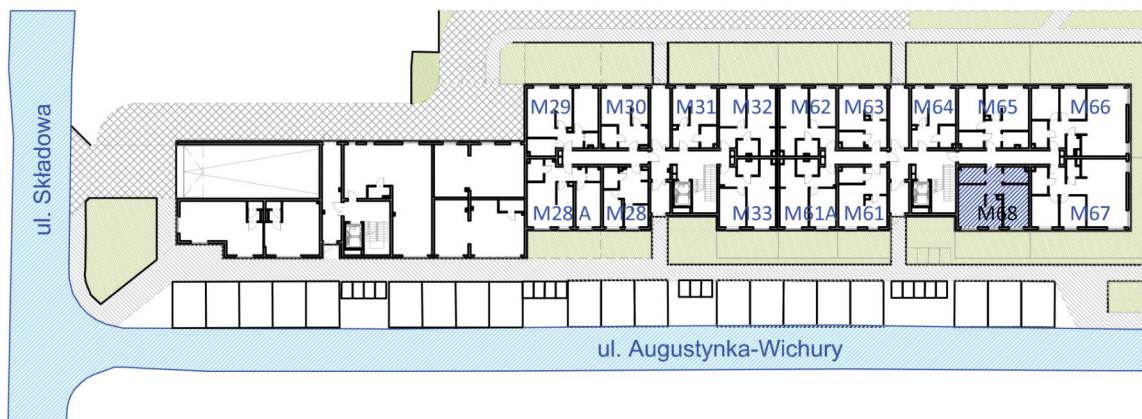 ul. Składowa
M29
M30
M31
M32
M62
M63
M64
M65
M66
M28
A
M28
M33
M61A
M61
M68
M67
ul. Augustynka-Wichury